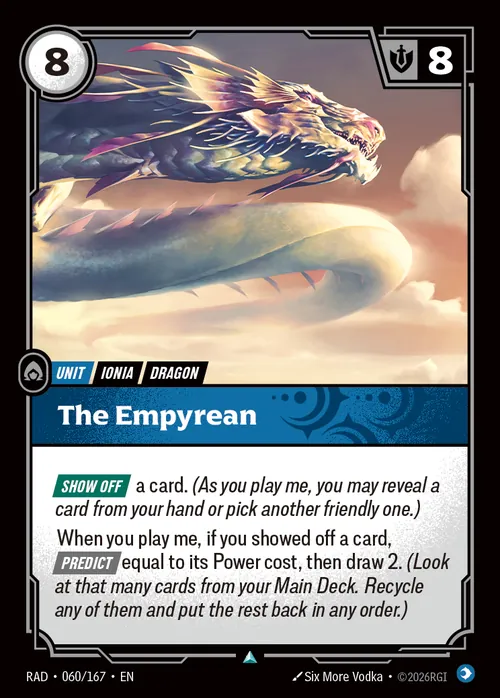 8
8
UNIT IONIA DRAGON
The Empyrean
SHOW OFF a card. (As you play me, you may reveal a
card from your hand or pick another friendly one.)
When you play me, if you showed off a card,
PREDICT equal to its Power cost, then draw 2. (Look
at that many cards from your Main Deck. Recycle
any of them and put the rest back in any order.)
RAD • 060/167 • EN
Six More Vodka • ©2026RGI